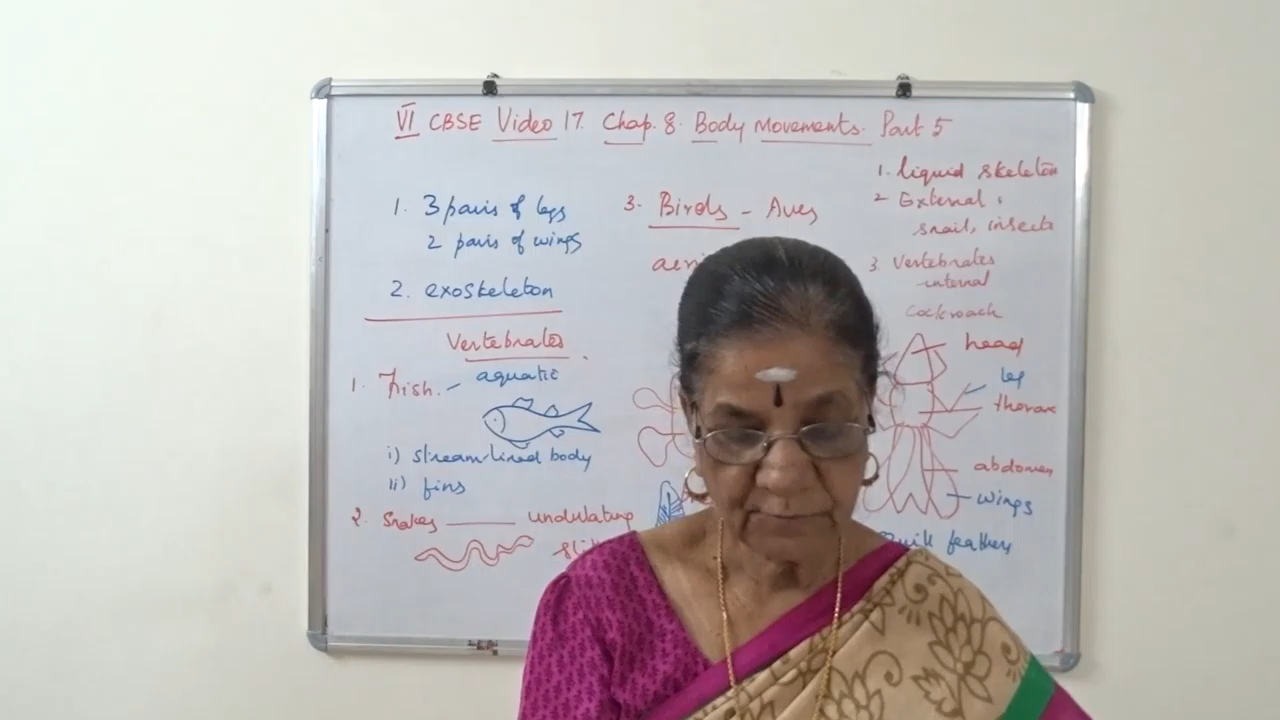 VI CBSE Video 17. Chap. 8. Body Movements. Part 5
1. 3 pairs of legs
2 pairs of wings
2. exoskeleton
Vertebrates
1. Fish. - aquatic
i) stream-lined body
ii) fins
2. Snakes undulating
3. Birds - Aves
1. liquid skeleton
2 External
snail, insects
3. Vertebrates
- internal
Cockroach
head
leg
thorax
abdomen
wings
Quill feathers